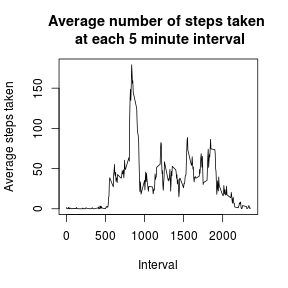 Average number of steps taken
at each 5 minute interval
Average steps taken
150
100
50
0
0 500 1000 1500 2000
Interval